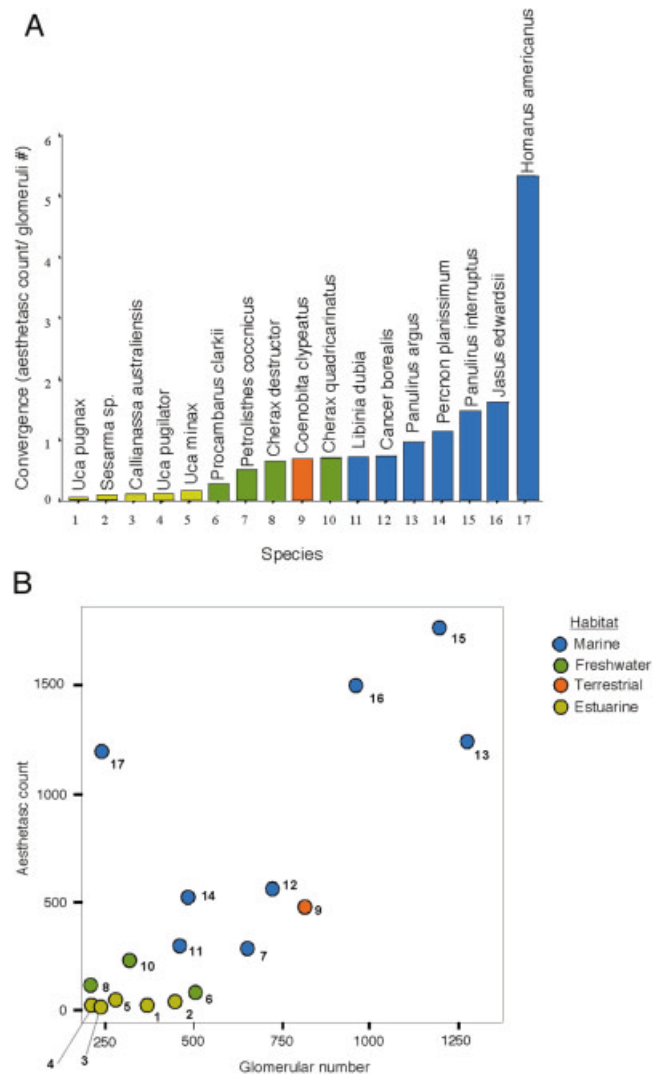 A
Convergence (aesthetasc count/ glomeruli #)
6
5
4
3
2
1
0
Uca pugnax
Sesarma sp.
Callianassa australiensis
Uca pugilator
Uca minax
Procambarus clarkii
Petrolisthes coccnicus
Cherax destructor
Coenobita clypeatus
Cherax quadricarinatus
Libinia dubia
Cancer borealis
Panulirus argus
Percnon planissimum
Panulirus interruptus
Jasus edwardsii
Homarus americanus
1 2 3 4 5 6 7 8 9 10 11 12 13 14 15 16 17
Species
B
Aesthetasc count
1500
1000
500
0
15
16
13
17
14
12
9
11
7
10
8
6
5
1
2
4
3
250 500 750 1000 1250
Glomerular number
Habitat
Marine
Freshwater
Terrestrial
Estuarine